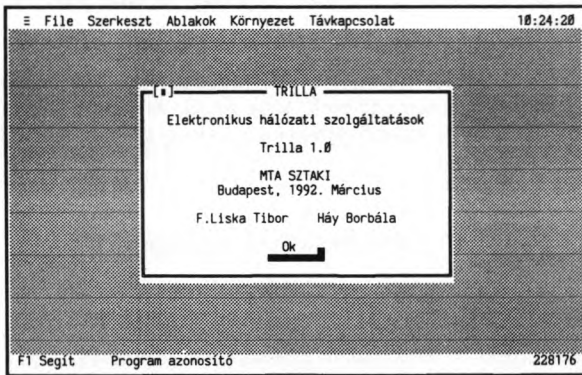 ≡ File Szerkeszt Ablakok Környezet Távkapcsolat 10:24:20
[∎] TRILLA
Elektronikus hálózati szolgáltatások
Trilla 1.0
MTA SZTAKI
Budapest, 1992. Március
F.Liska Tibor Háy Borbála
Ok
F1 Segít Program azonosító 228176